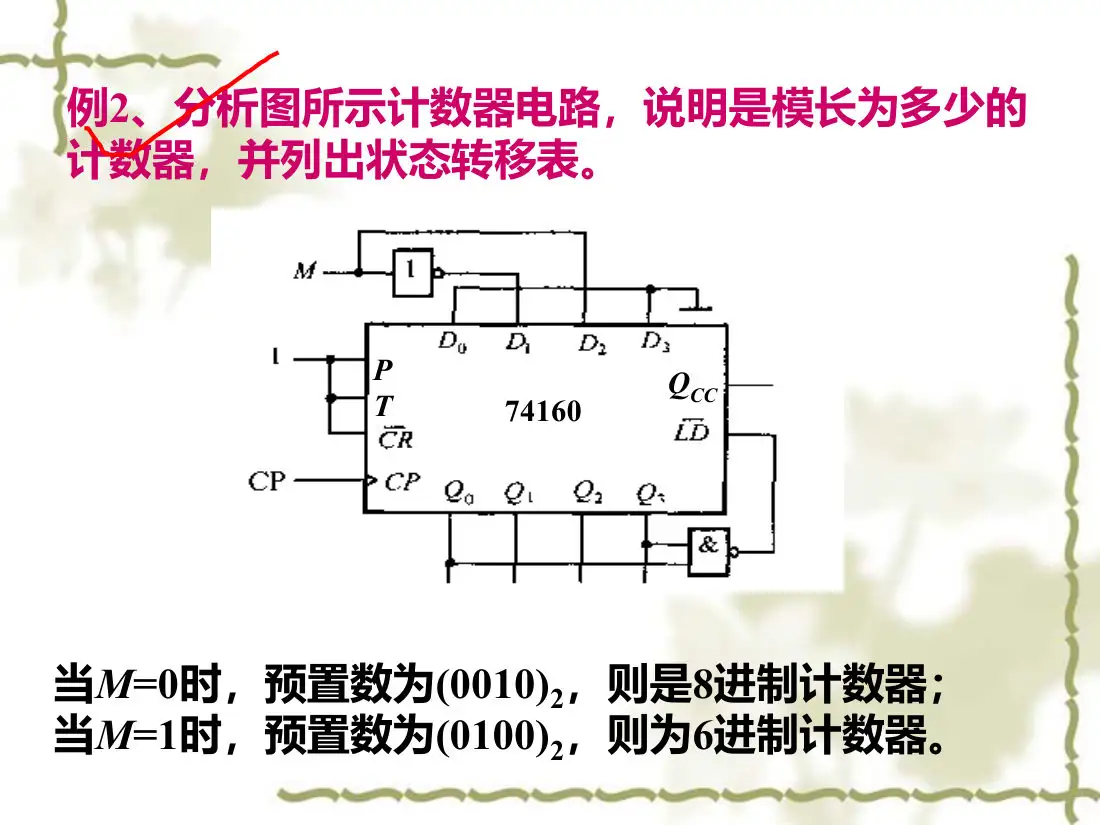 例2、分析图所示计数器电路，说明是模长为多少的
计数器，并列出状态转移表。
M
1
D0 D1 D2 D3
1
P
T
CR
CP
CP
74160
QCC
LD
Q0 Q1 Q2 Q3
&
当M=0时，预置数为(0010)2，则是8进制计数器；
当M=1时，预置数为(0100)2，则为6进制计数器。